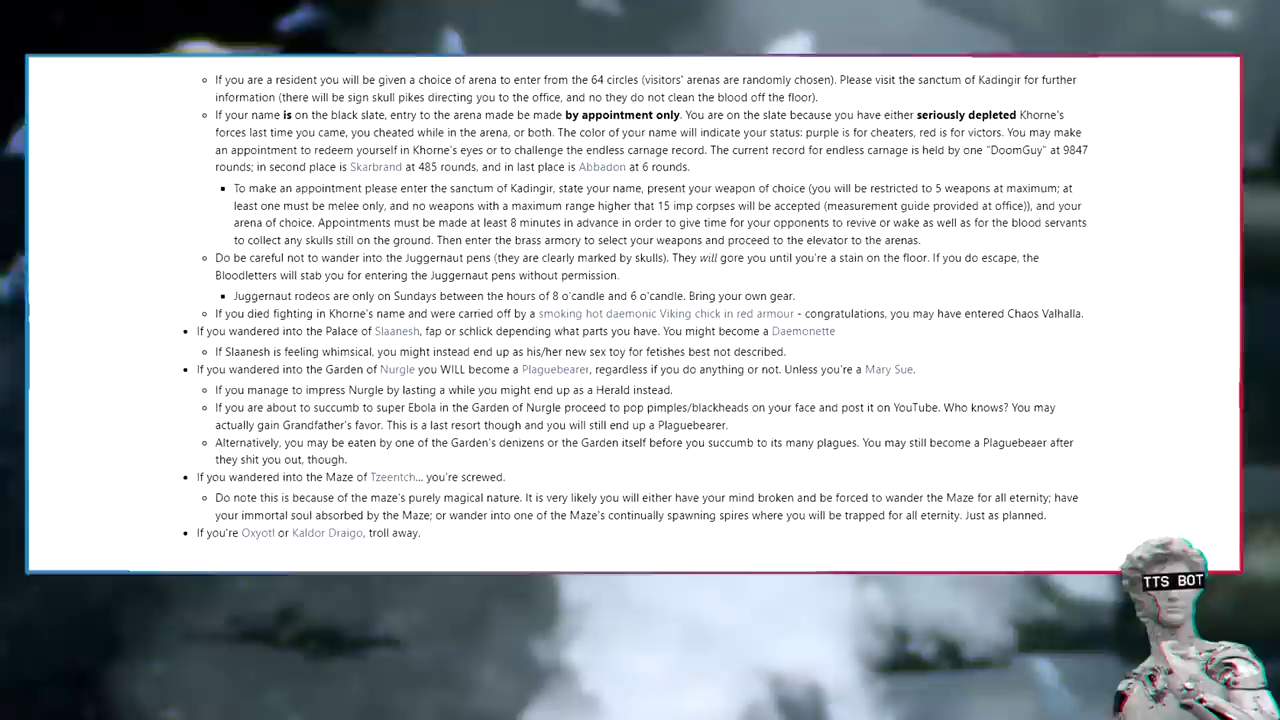 If you are a resident you will be given a choice of arena to enter from the 64 circles (visitors' arenas are randomly chosen). Please visit the sanctum of Kadingir for further
information (there will be sign skull pikes directing you to the office, and no they do not clean the blood off the floor).
If your name is on the black slate, entry to the arena made be made by appointment only. You are on the slate because you have either seriously depleted Khorne's
forces last time you came, you cheated while in the arena, or both. The color of your name will indicate your status: purple is for cheaters, red is for victors. You may make
an appointment to redeem yourself in Khorne's eyes or to challenge the endless carnage record. The current record for endless carnage is held by one "DoomGuy" at 9847
rounds; in second place is Skarbrand at 485 rounds, and in last place is Abbadon at 6 rounds.
To make an appointment please enter the sanctum of Kadingir, state your name, present your weapon of choice (you will be restricted to 5 weapons at maximum; at
least one must be melee only, and no weapons with a maximum range higher that 15 imp corpses will be accepted (measurement guide provided at office)), and your
arena of choice. Appointments must be made at least 8 minutes in advance in order to give time for your opponents to revive or wake as well as for the blood servants
to collect any skulls still on the ground. Then enter the brass armory to select your weapons and proceed to the elevator to the arenas.
Do be careful not to wander into the Juggernaut pens (they are clearly marked by skulls). They will gore you until you're a stain on the floor. If you do escape, the
Bloodletters will stab you for entering the Juggernaut pens without permission.
Juggernaut rodeos are only on Sundays between the hours of 8 o'candle and 6 o'candle. Bring your own gear.
If you died fighting in Khorne's name and were carried off by a smoking hot daemonic Viking chick in red armour - congratulations, you may have entered Chaos Valhalla.
If you wandered into the Palace of Slaanesh, fap or schlick depending what parts you have. You might become a Daemonette
If Slaanesh is feeling whimsical, you might instead end up as his/her new sex toy for fetishes best not described.
If you wandered into the Garden of Nurgle you WILL become a Plaguebearer, regardless if you do anything or not. Unless you're a Mary Sue.
If you manage to impress Nurgle by lasting a while you might end up as a Herald instead.
If you are about to succumb to super Ebola in the Garden of Nurgle proceed to pop pimples/blackheads on your face and post it on YouTube. Who knows? You may
actually gain Grandfather's favor. This is a last resort though and you will still end up a Plaguebearer.
Alternatively, you may be eaten by one of the Garden's denizens or the Garden itself before you succumb to its many plagues. You may still become a Plaguebeaer after
they shit you out, though.
If you wandered into the Maze of Tzeentch... you're screwed.
Do note this is because of the maze's purely magical nature. It is very likely you will either have your mind broken and be forced to wander the Maze for all eternity; have
your immortal soul absorbed by the Maze; or wander into one of the Maze's continually spawning spires where you will be trapped for all eternity. Just as planned.
If you're Oxyotl or Kaldor Draigo, troll away.
TTS BOT